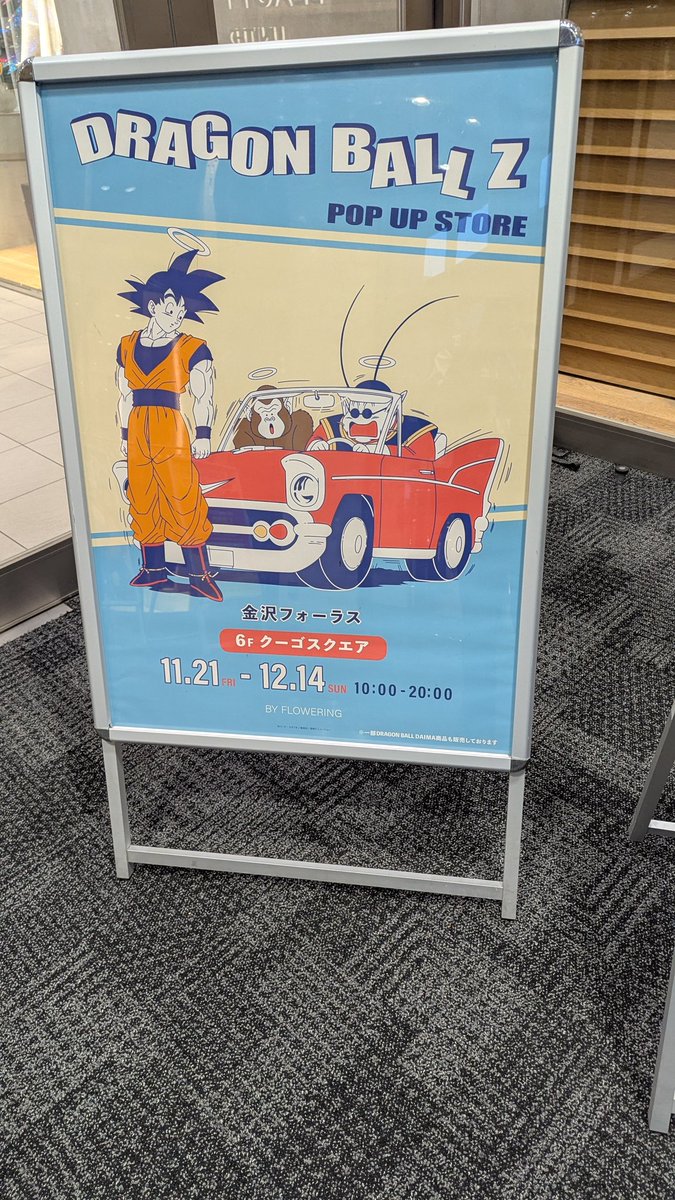 DRAGON BALL Z
POP UP STORE
金沢フォーラス
6F クーゴスクエア
11.21 FRI - 12.14 SUN 10:00-20:00
BY FLOWERING
※一部DRAGON BALL DAIMA商品も販売しております